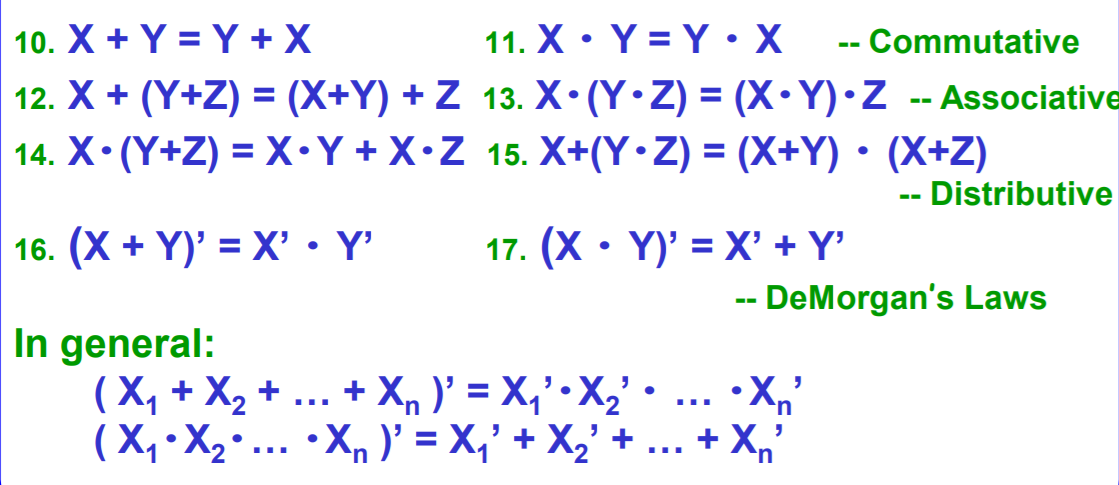 10. X + Y = Y + X 11. X · Y = Y · X -- Commutative
12. X + (Y+Z) = (X+Y) + Z 13. X·(Y·Z) = (X·Y)·Z -- Associative
14. X·(Y+Z) = X·Y + X·Z 15. X+(Y·Z) = (X+Y) · (X+Z)
-- Distributive
16. (X + Y)’ = X’ · Y’ 17. (X · Y)’ = X’ + Y’
-- DeMorgan's Laws
In general:
( X₁ + X₂ + … + Xₙ )’ = X₁’·X₂’· … ·Xₙ’
( X₁·X₂·… ·Xₙ )’ = X₁’ + X₂’ + … + Xₙ’